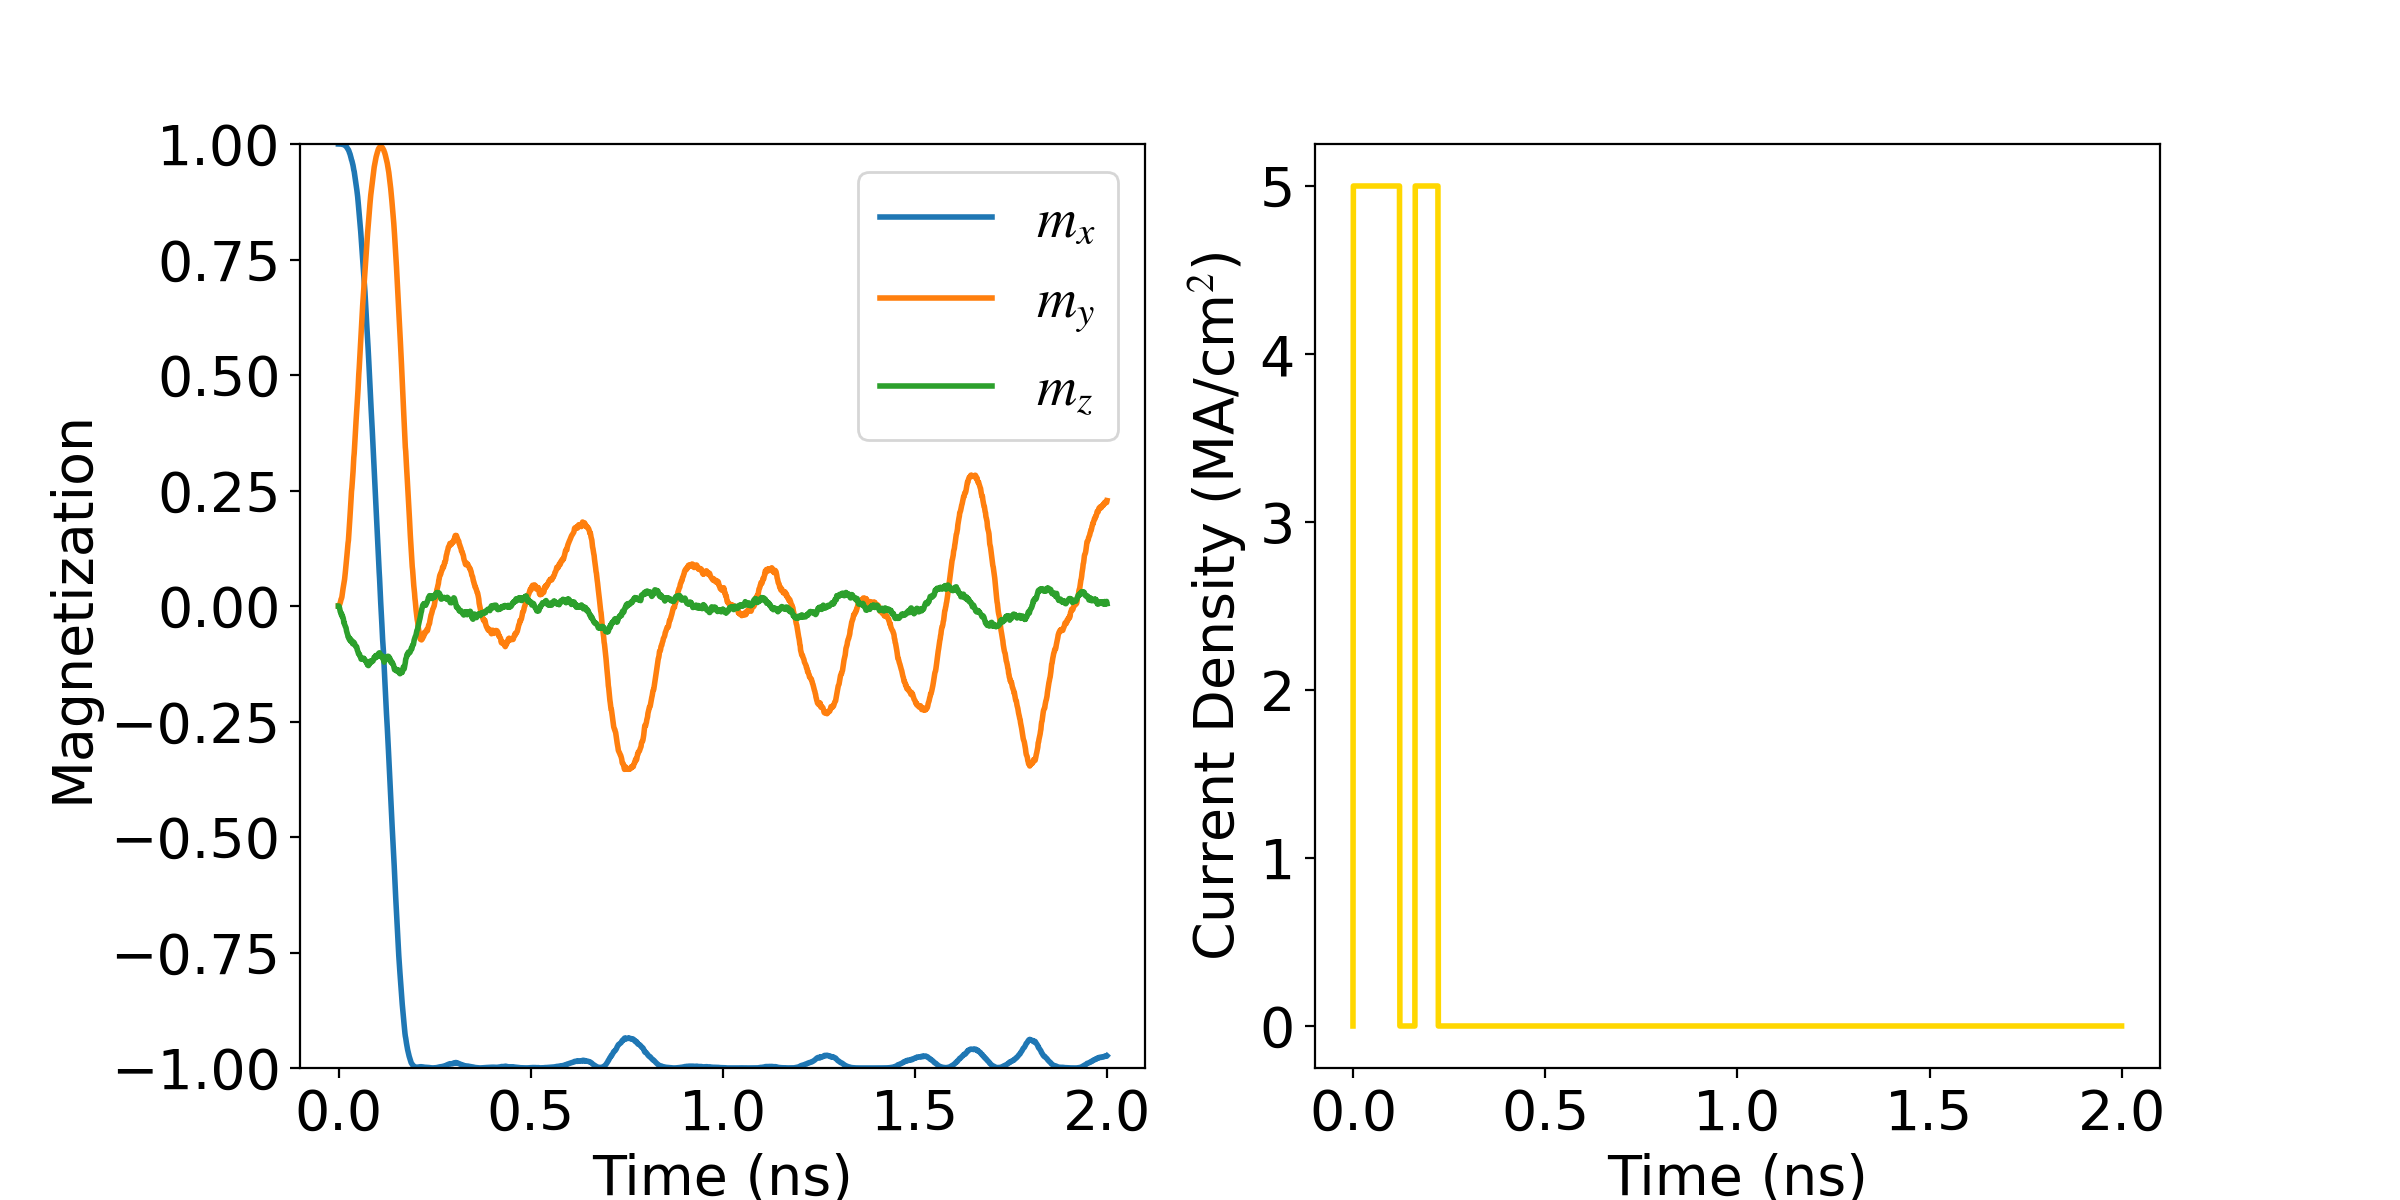 1.00
0.75
0.50
0.25
0.00
−0.25
−0.50
−0.75
−1.00
Magnetization
0.0 0.5 1.0 1.5 2.0
Time (ns)
m_x
m_y
m_z
5
4
3
2
1
0
Current Density (MA/cm²)
0.0 0.5 1.0 1.5 2.0
Time (ns)